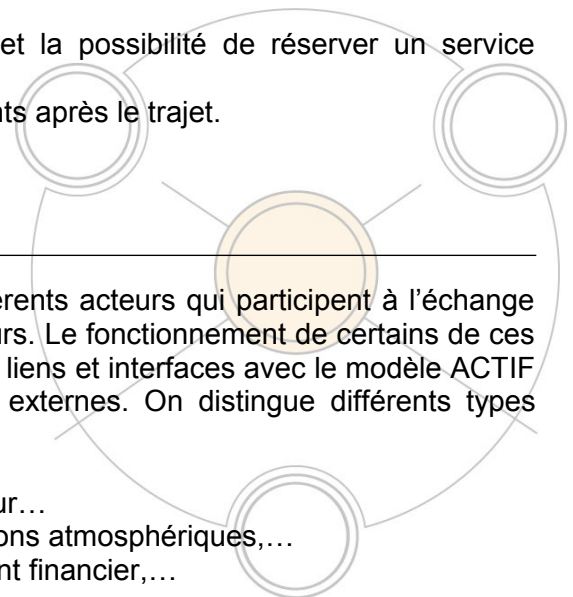 et la possibilité de réserver un service
ts après le trajet.
érents acteurs qui participent à l'échange
urs. Le fonctionnement de certains de ces
liens et interfaces avec le modèle ACTIF
externes. On distingue différents types
ur…
ons atmosphériques,…
nt financier,…